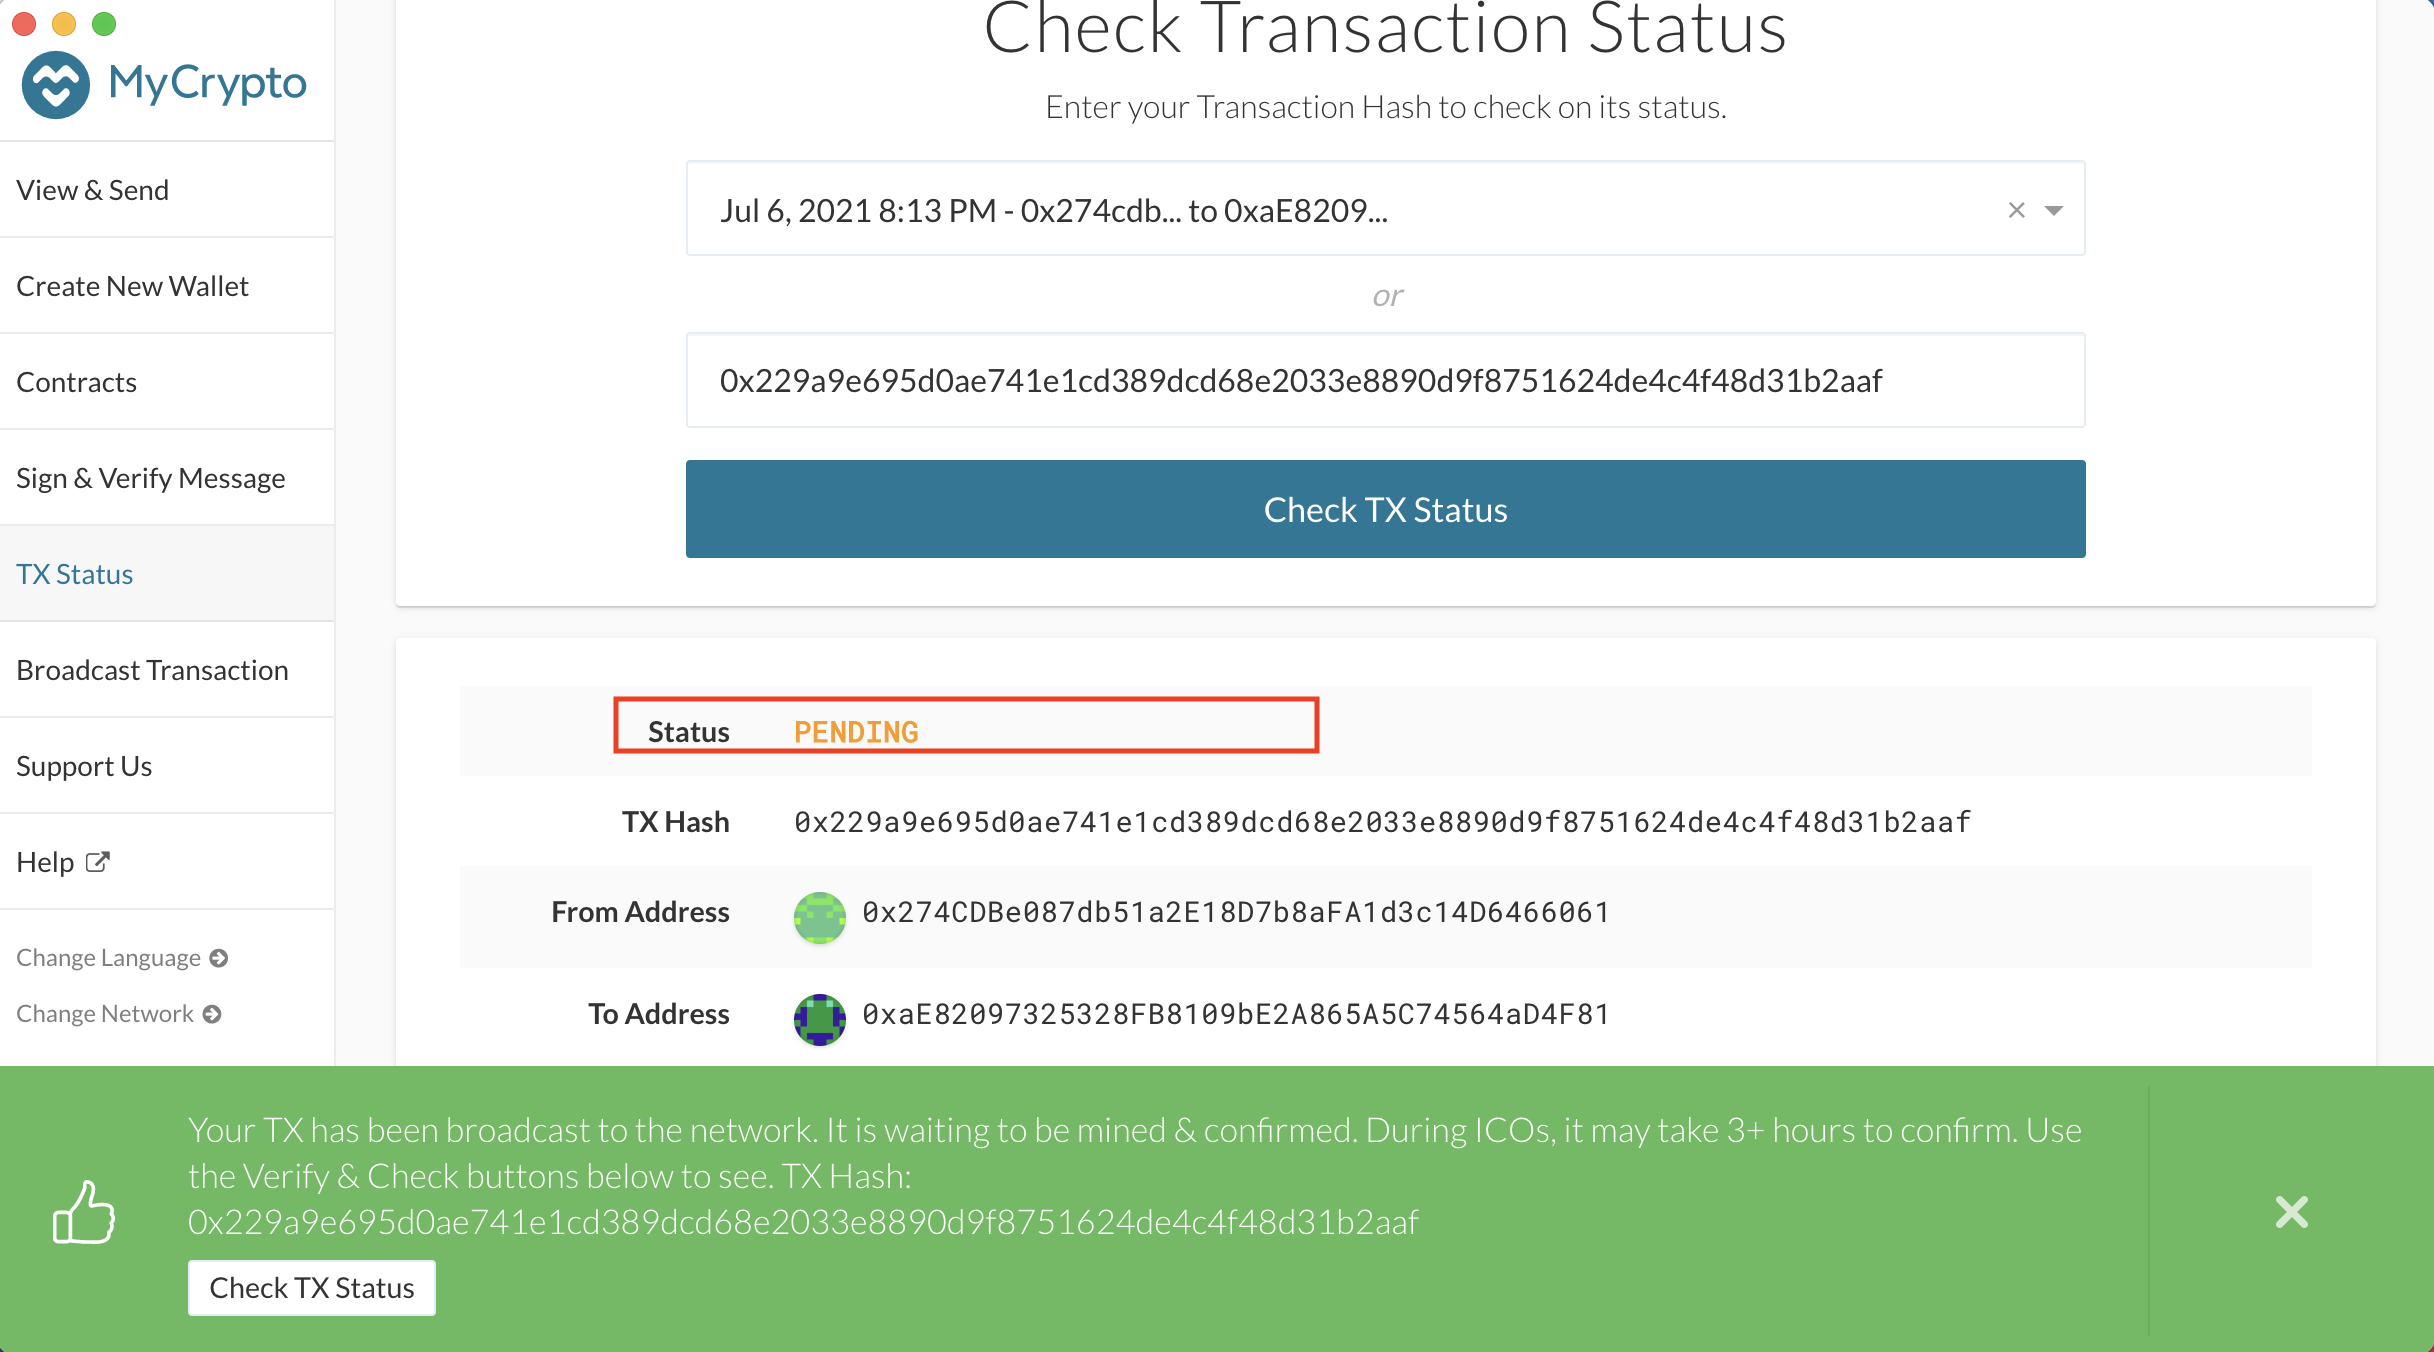 MyCrypto
View & Send
Create New Wallet
Contracts
Sign & Verify Message
TX Status
Broadcast Transaction
Support Us
Help
Change Language
Change Network
Check Transaction Status
Enter your Transaction Hash to check on its status.
Jul 6, 2021 8:13 PM - 0x274cdb... to 0xaE8209...
or
0x229a9e695d0ae741e1cd389dcd68e2033e8890d9f8751624de4c4f48d31b2aaf
Check TX Status
Status PENDING
TX Hash 0x229a9e695d0ae741e1cd389dcd68e2033e8890d9f8751624de4c4f48d31b2aaf
From Address 0x274CDBe087db51a2E18D7b8aFA1d3c14D6466061
To Address 0xaE82097325328FB8109bE2A865A5C74564aD4F81
Your TX has been broadcast to the network. It is waiting to be mined & confirmed. During ICOs, it may take 3+ hours to confirm. Use
the Verify & Check buttons below to see. TX Hash:
0x229a9e695d0ae741e1cd389dcd68e2033e8890d9f8751624de4c4f48d31b2aaf
Check TX Status